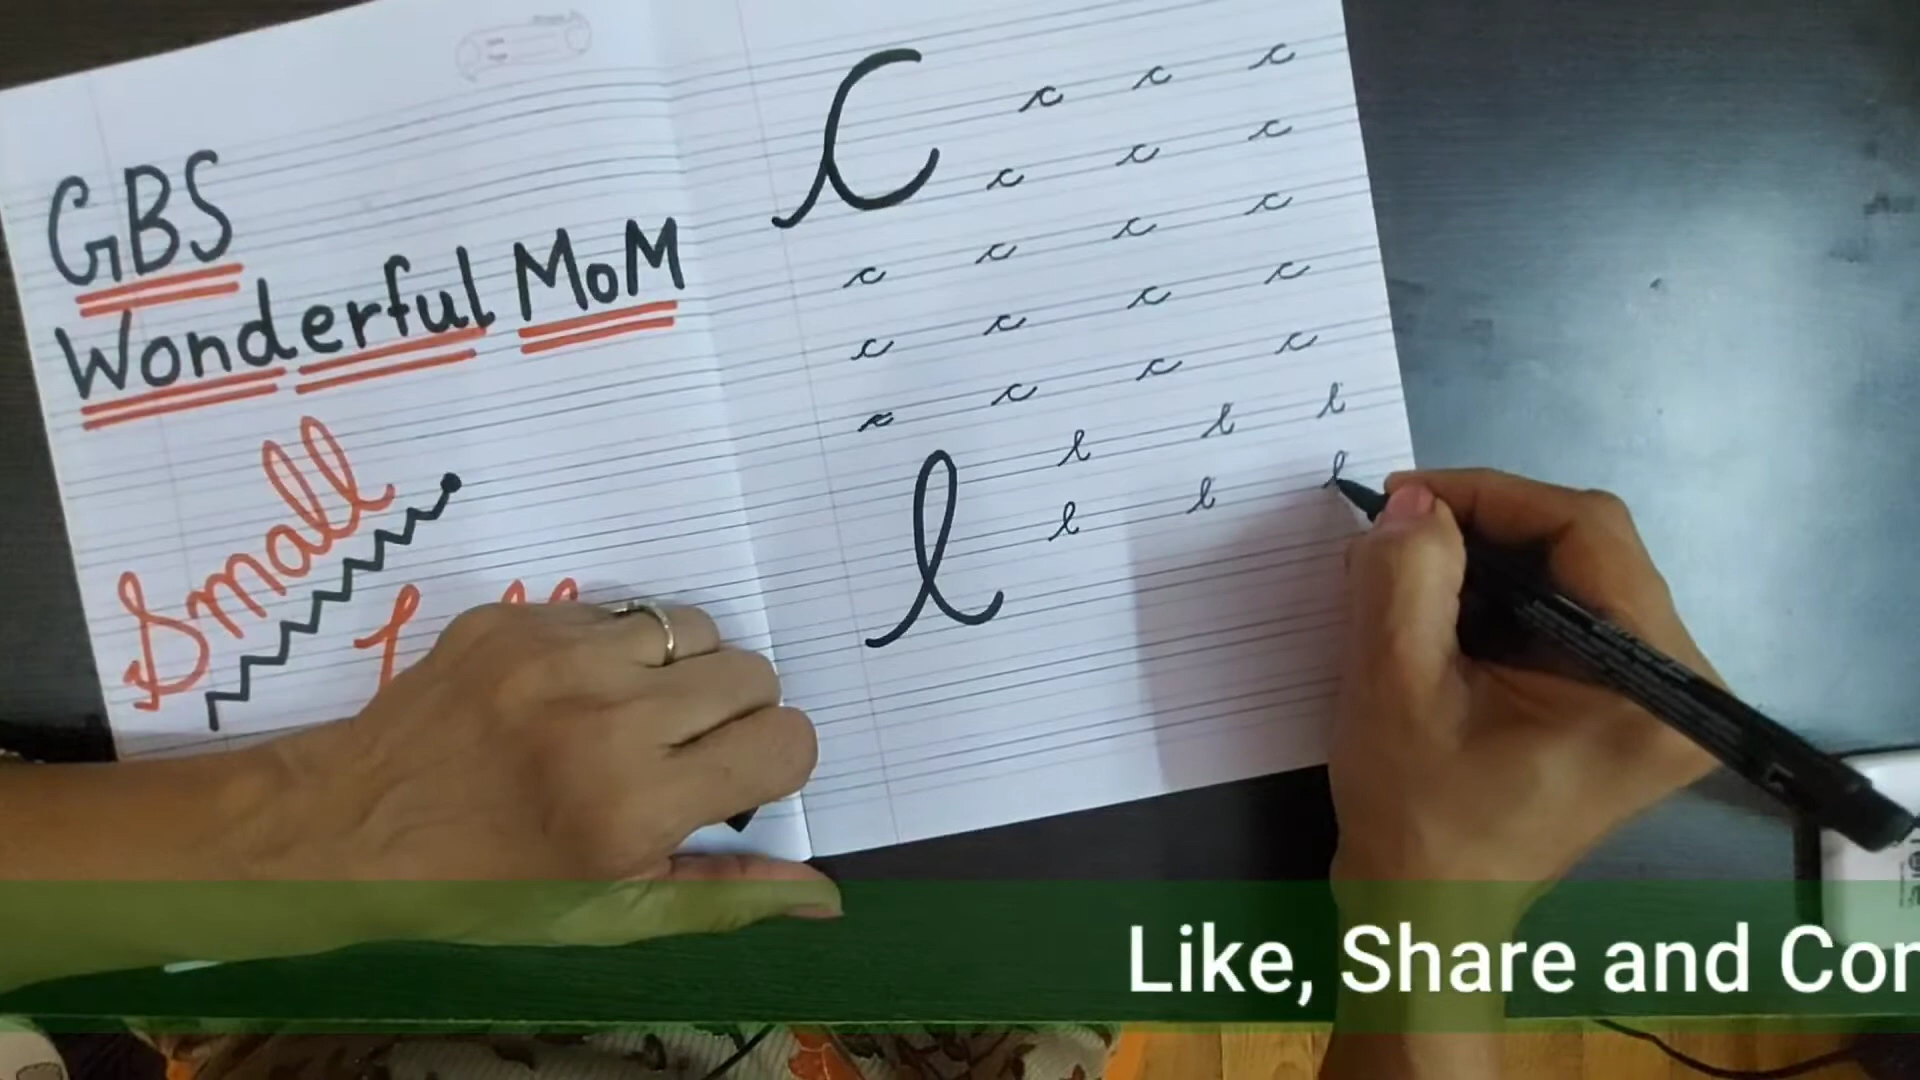 GBS
Wonderful MoM
Small
c
c c c
c c c
c c c c
c c c c
c c c c
l
l l l
l l l
Like, Share and Cor